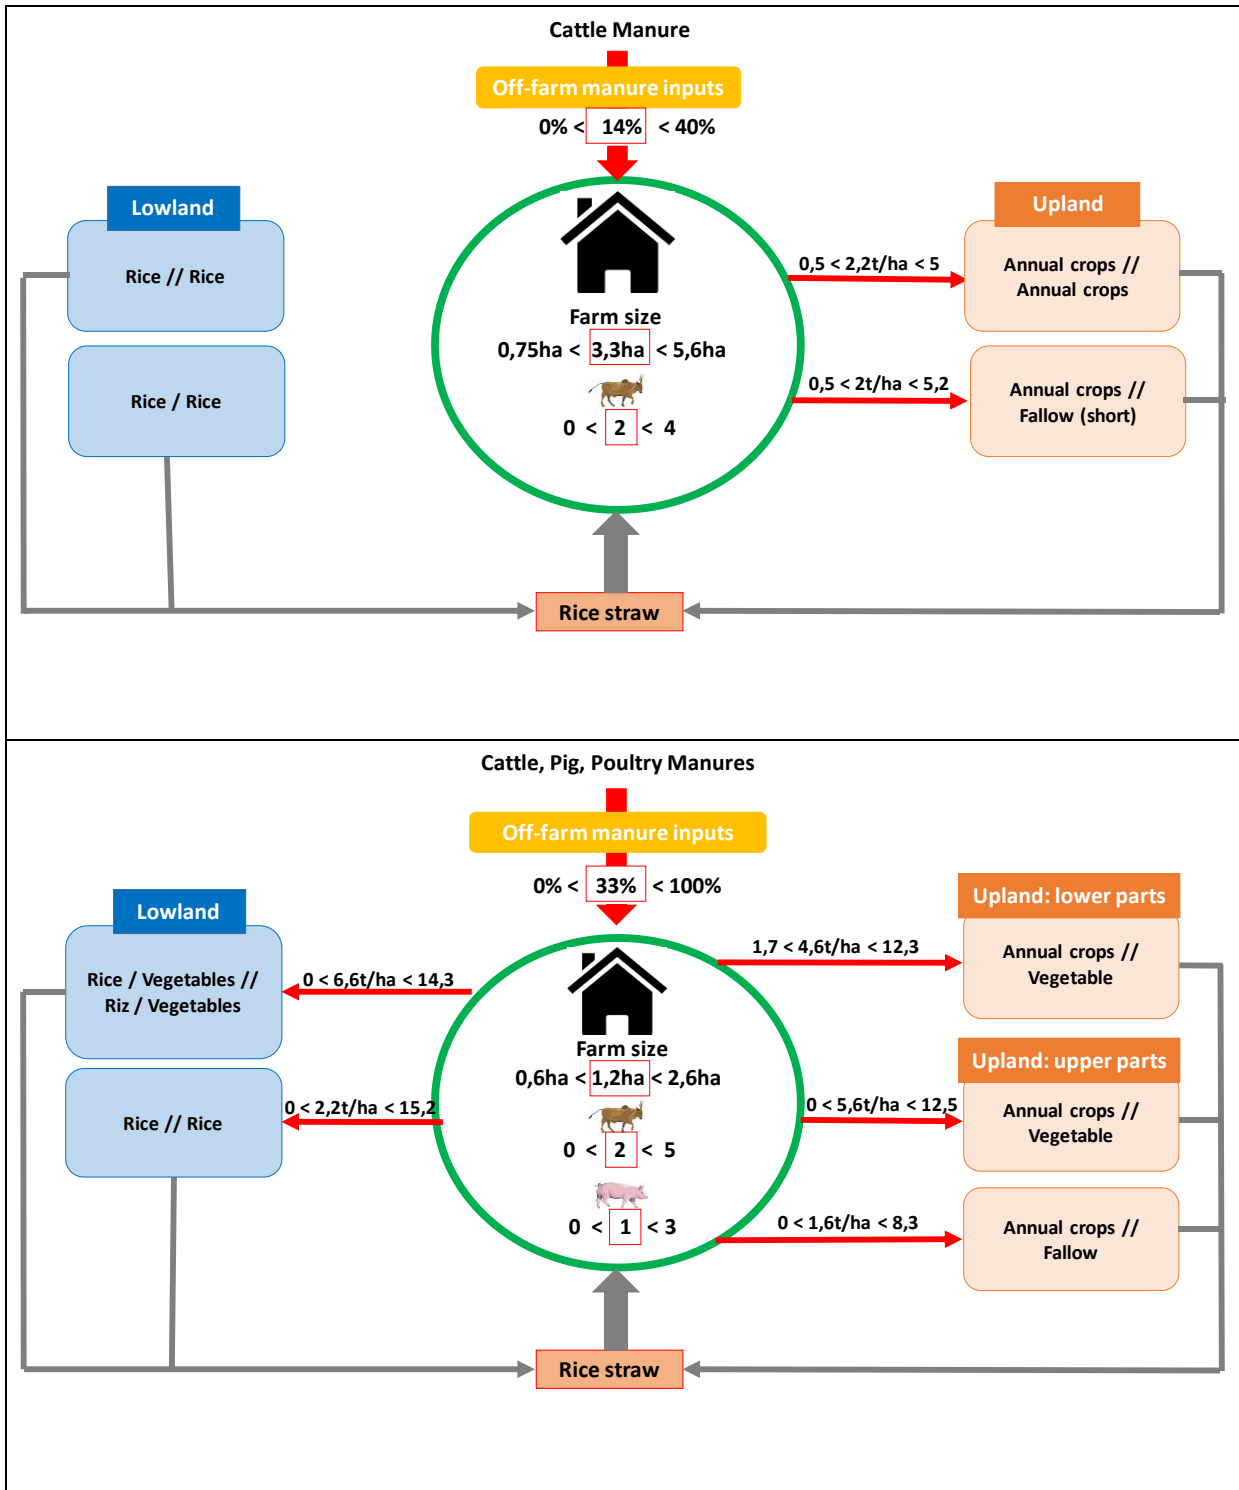 Cattle Manure
Off-farm manure inputs
0% < 14% < 40%
Lowland
Rice // Rice
Rice / Rice
Farm size
0,75ha < 3,3ha < 5,6ha
0 < 2 < 4
0,5 < 2,2t/ha < 5
0,5 < 2t/ha < 5,2
Upland
Annual crops //
Annual crops
Annual crops //
Fallow (short)
Rice straw
Cattle, Pig, Poultry Manures
Off-farm manure inputs
0% < 33% < 100%
Lowland
Rice / Vegetables //
Riz / Vegetables
Rice // Rice
0 < 6,6t/ha < 14,3
0 < 2,2t/ha < 15,2
Farm size
0,6ha < 1,2ha < 2,6ha
0 < 2 < 5
0 < 1 < 3
1,7 < 4,6t/ha < 12,3
0 < 5,6t/ha < 12,5
0 < 1,6t/ha < 8,3
Upland: lower parts
Annual crops //
Vegetable
Upland: upper parts
Annual crops //
Vegetable
Annual crops //
Fallow
Rice straw